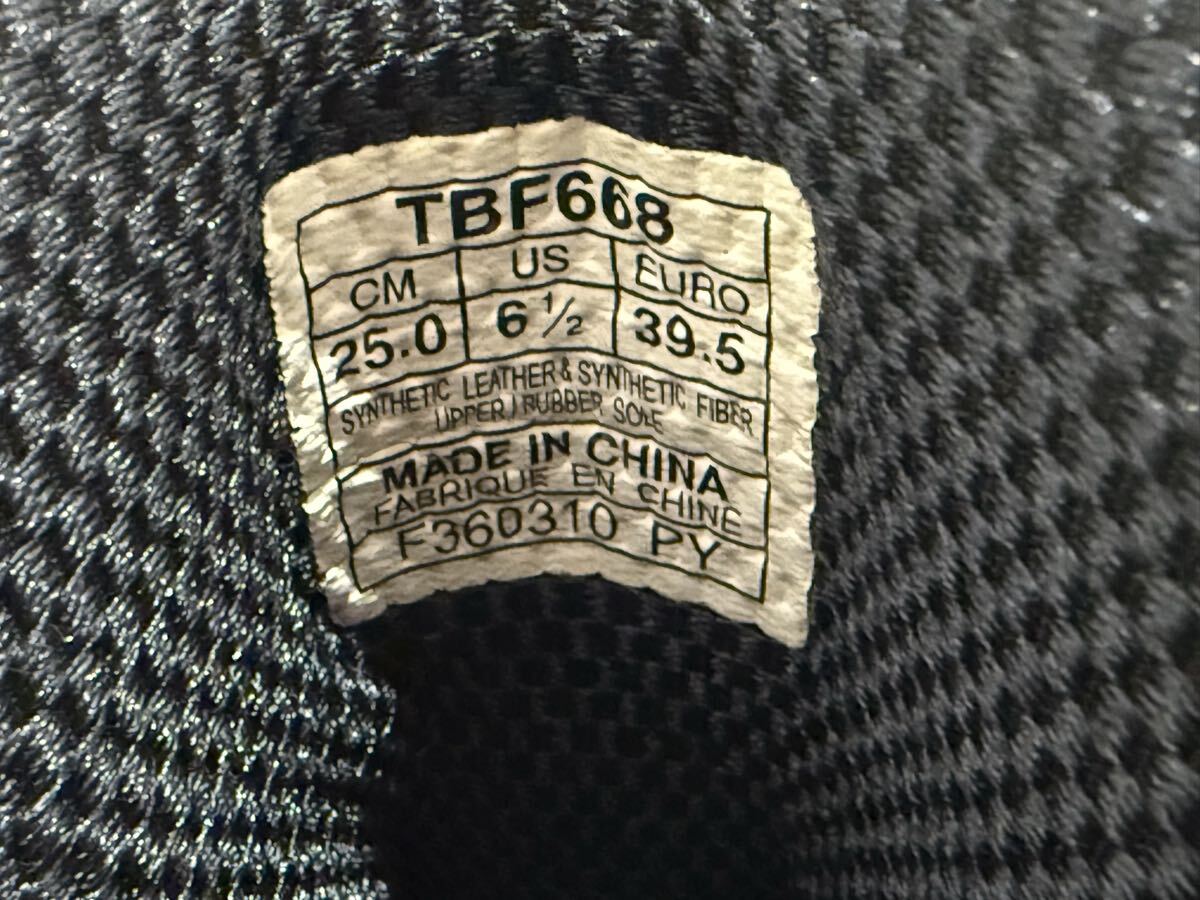 TBF668
CM US EURO
25.0 6 1/2 39.5
SYNTHETIC LEATHER & SYNTHETIC FIBER
UPPER / RUBBER SOLE
MADE IN CHINA
FABRIQUE EN CHINE
F360310 PY